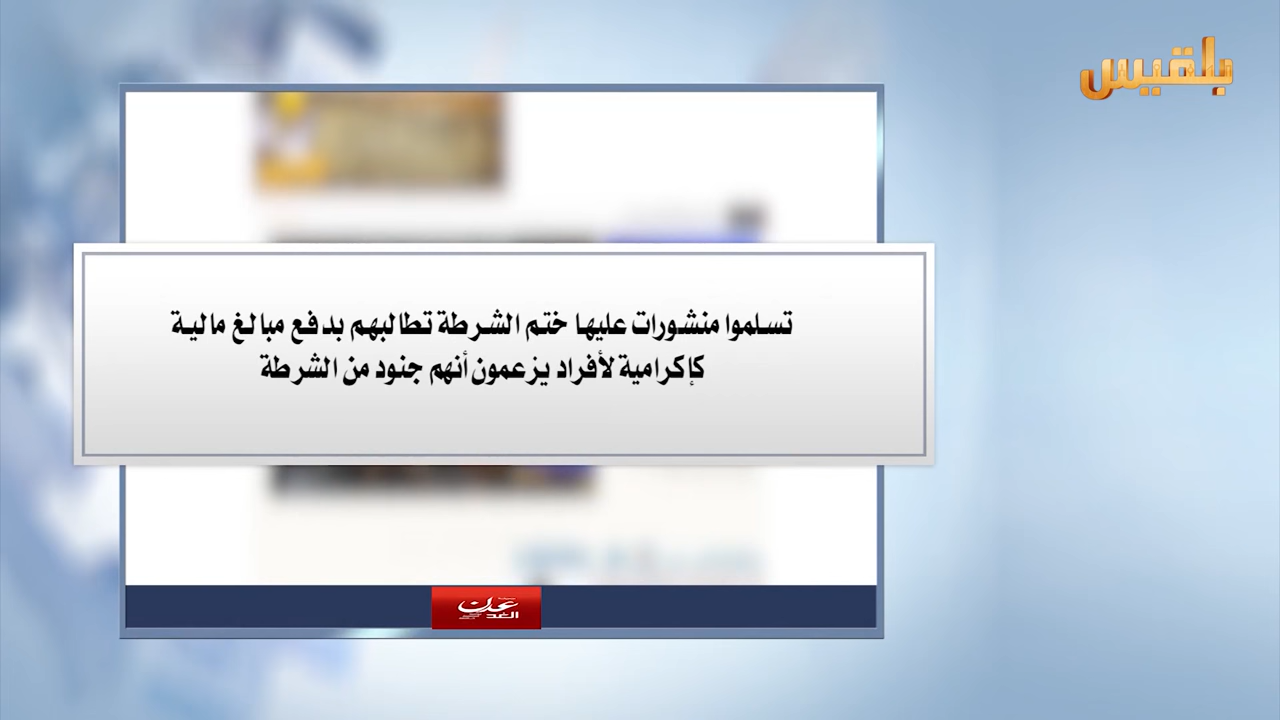 بلقيس
تسلموا منشورات عليها ختم الشرطة تطالبهم بدفع مبالغ مالية
كإكرامية لأفراد يزعمون أنهم جنود من الشرطة
عدن
الغد